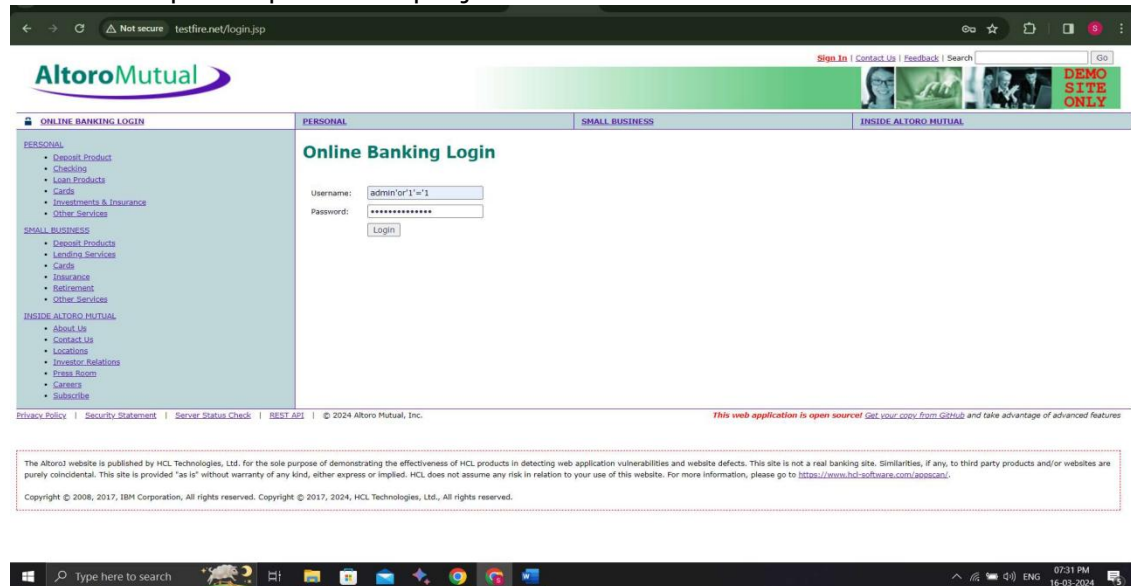 Not secure testfire.net/login.jsp
Sign In | Contact Us | Feedback | Search Go
AltoroMutual
DEMO
SITE
ONLY
ONLINE BANKING LOGIN
PERSONAL
SMALL BUSINESS
INSIDE ALTORO MUTUAL
PERSONAL
• Deposit Product
• Checking
• Loan Products
• Cards
• Investments & Insurance
• Other Services
SMALL BUSINESS
• Deposit Products
• Lending Services
• Cards
• Insurance
• Retirement
• Other Services
INSIDE ALTORO MUTUAL
• About Us
• Contact Us
• Locations
• Investor Relations
• Press Room
• Careers
• Subscribe
Online Banking Login
Username: admin'or'1'='1
Password: ••••••••••••••
Login
Privacy Policy | Security Statement | Server Status Check | REST API | © 2024 Altoro Mutual, Inc.
This web application is open source! Get your copy from GitHub and take advantage of advanced features
The AltoroJ website is published by HCL Technologies, Ltd. for the sole purpose of demonstrating the effectiveness of HCL products in detecting web application vulnerabilities and website defects. This site is not a real banking site. Similarities, if any, to third party products and/or websites are
purely coincidental. This site is provided "as is" without warranty of any kind, either express or implied. HCL does not assume any risk in relation to your use of this website. For more information, please go to https://www.hcl-software.com/appscan/.
Copyright © 2008, 2017, IBM Corporation, All rights reserved. Copyright © 2017, 2024, HCL Technologies, Ltd., All rights reserved.
Type here to search
ENG
07:31 PM
16-03-2024